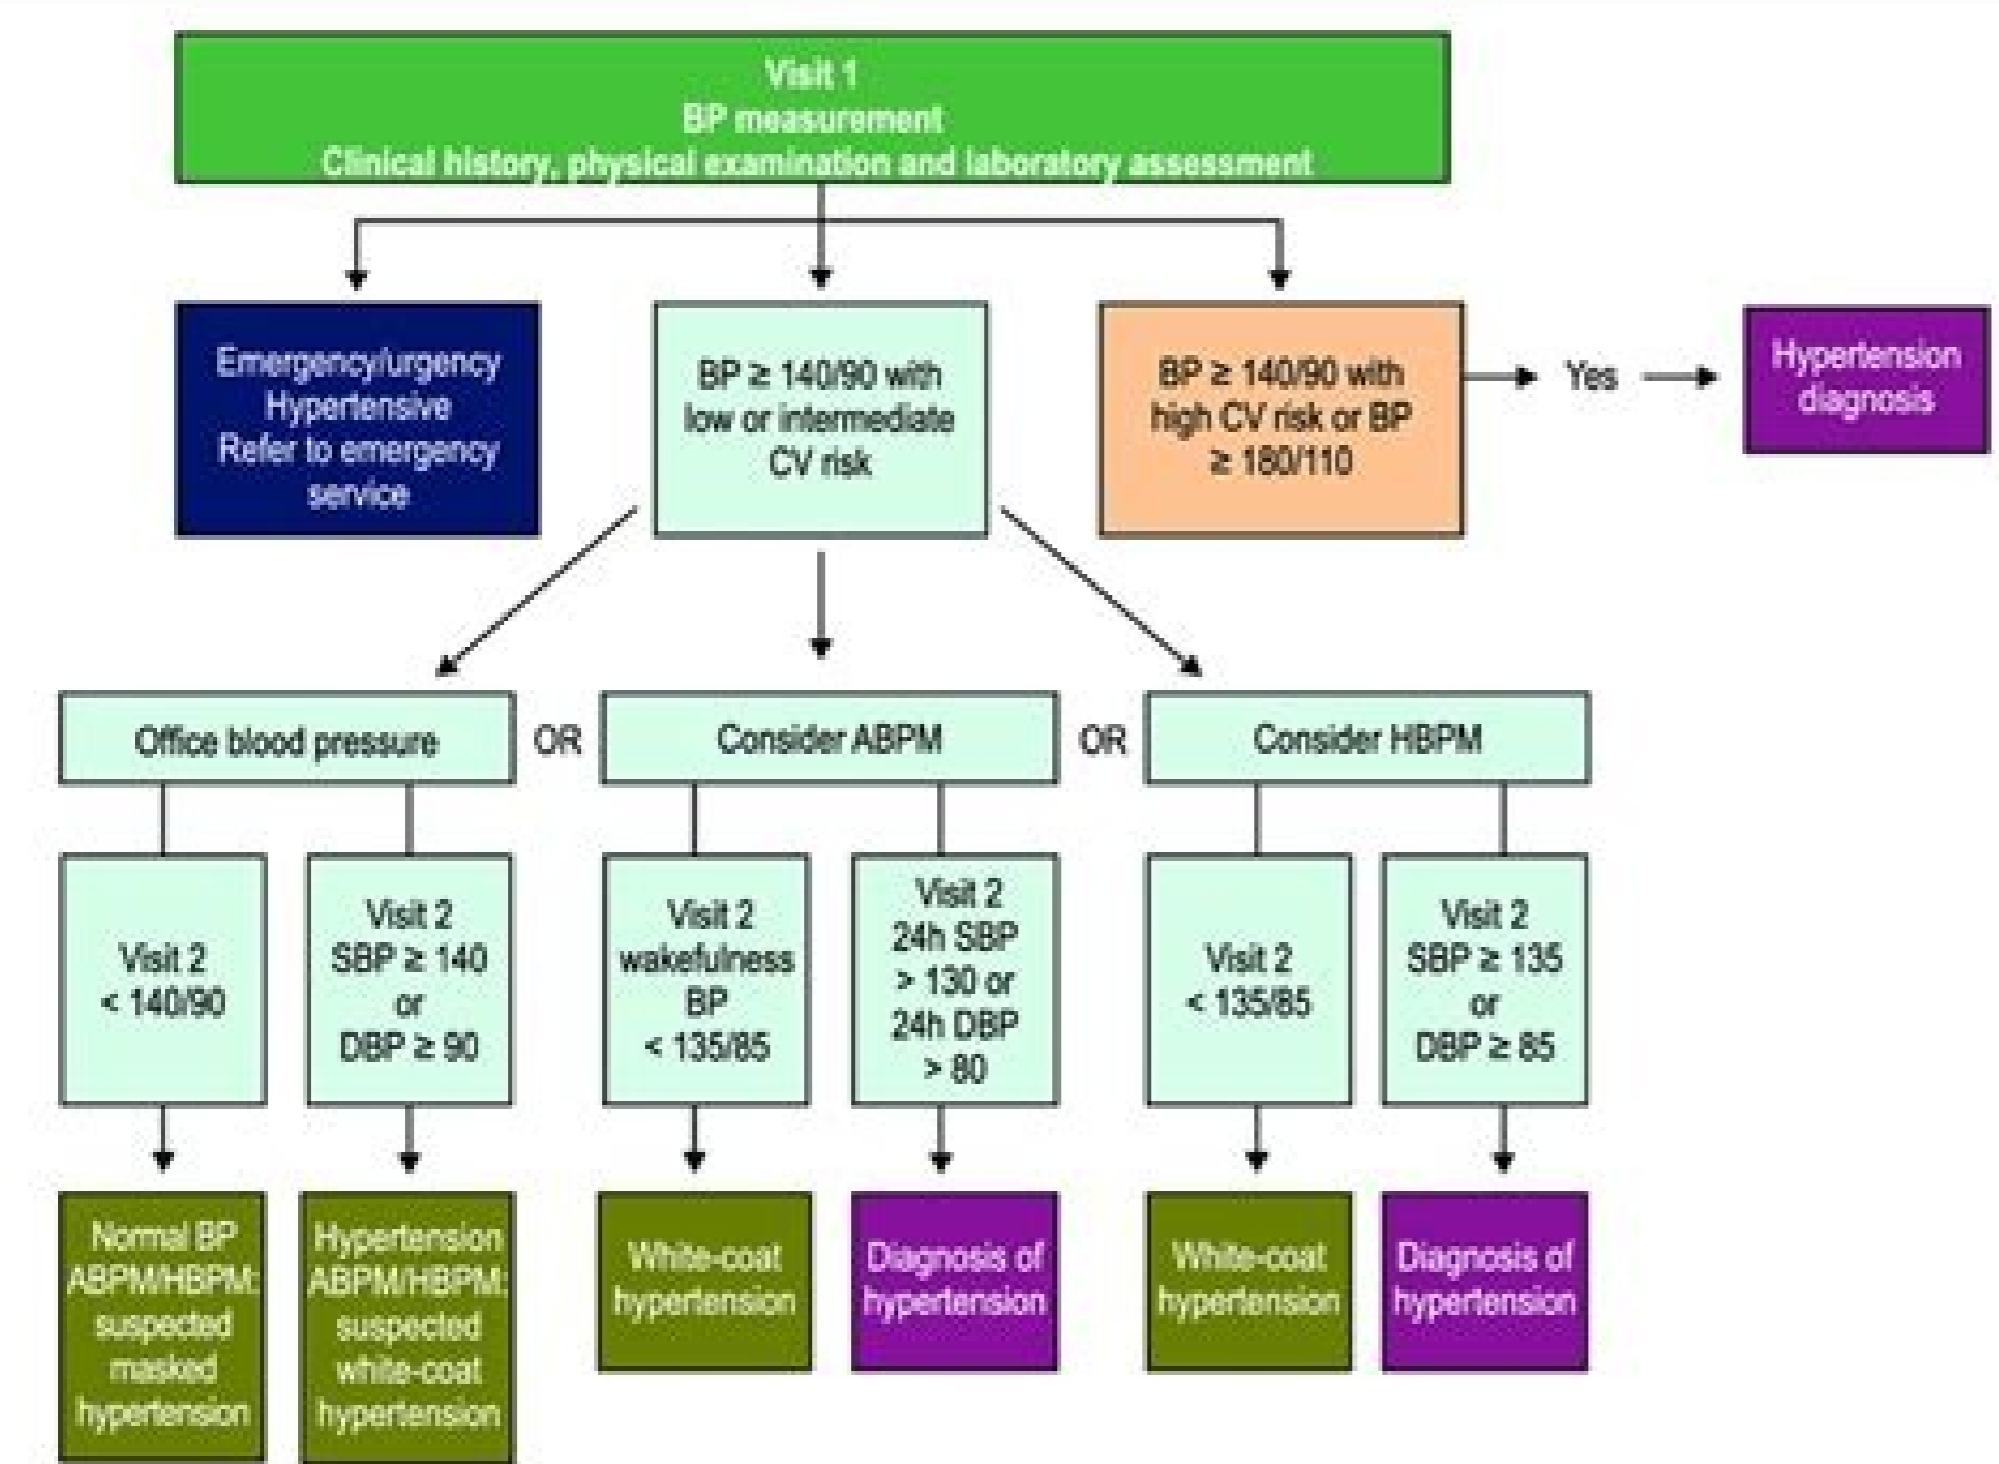 Visit 1
BP measurement
Clinical history, physical examination and laboratory assessment
Emergency/urgency
Hypertensive
Refer to emergency
service
BP ≥ 140/90 with
low or intermediate
CV risk
BP ≥ 140/90 with
high CV risk or BP
≥ 180/110
Yes
Hypertension
diagnosis
Office blood pressure
OR
Consider ABPM
OR
Consider HBPM
Visit 2
< 140/90
Visit 2
SBP ≥ 140
or
DBP ≥ 90
Visit 2
wakefulness
BP
< 135/85
Visit 2
24h SBP
> 130 or
24h DBP
> 80
Visit 2
< 135/85
Visit 2
SBP ≥ 135
or
DBP ≥ 85
Normal BP
ABPM/HBPM:
suspected
masked
hypertension
Hypertension
ABPM/HBPM:
suspected
white-coat
hypertension
White-coat
hypertension
Diagnosis of
hypertension
White-coat
hypertension
Diagnosis of
hypertension